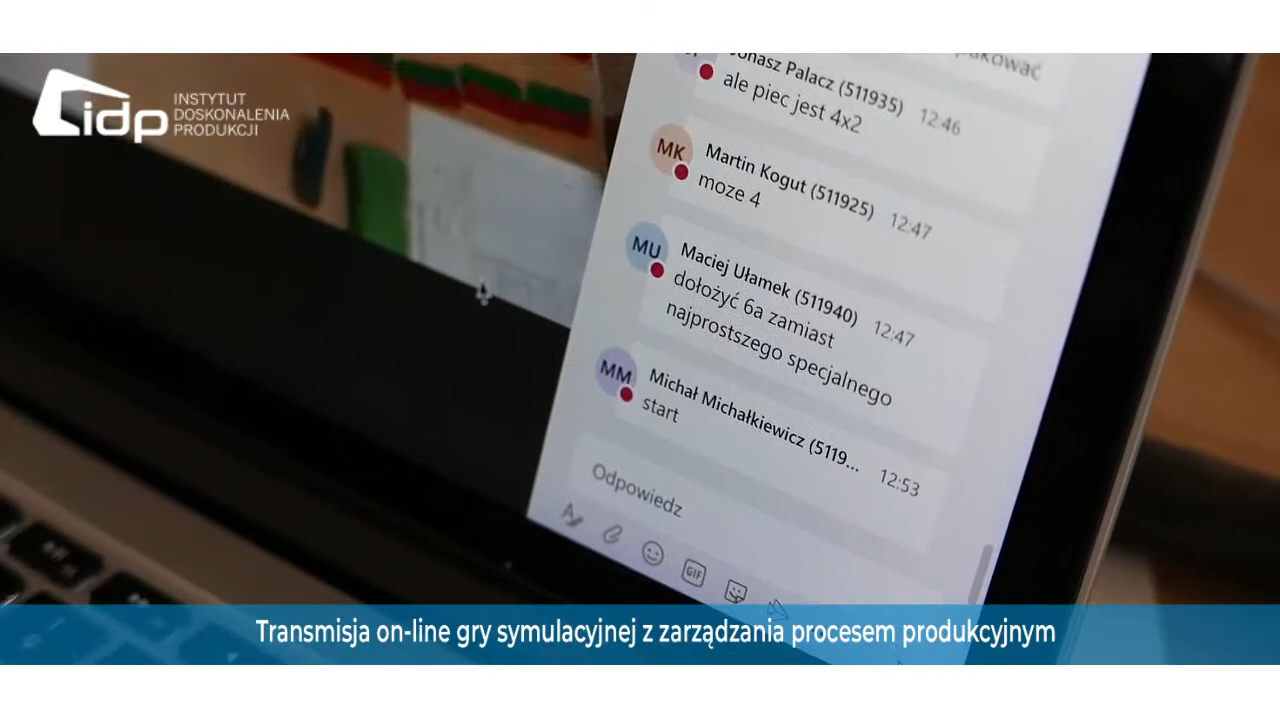 idp
INSTYTUT
DOSKONALENIA
PRODUKCJI
Jonasz Palacz (511935) 12:46
ale piec jest 4x2
MK
Martin Kogut (511925) 12:47
moze 4
MU
Maciej Ułamek (511940) 12:47
dołożyć 6a zamiast
najprostszego specjalnego
MM
Michał Michałkiewicz (5119... 12:53
start
Odpowiedz
GIF
Transmisja on-line gry symulacyjnej z zarządzania procesem produkcyjnym